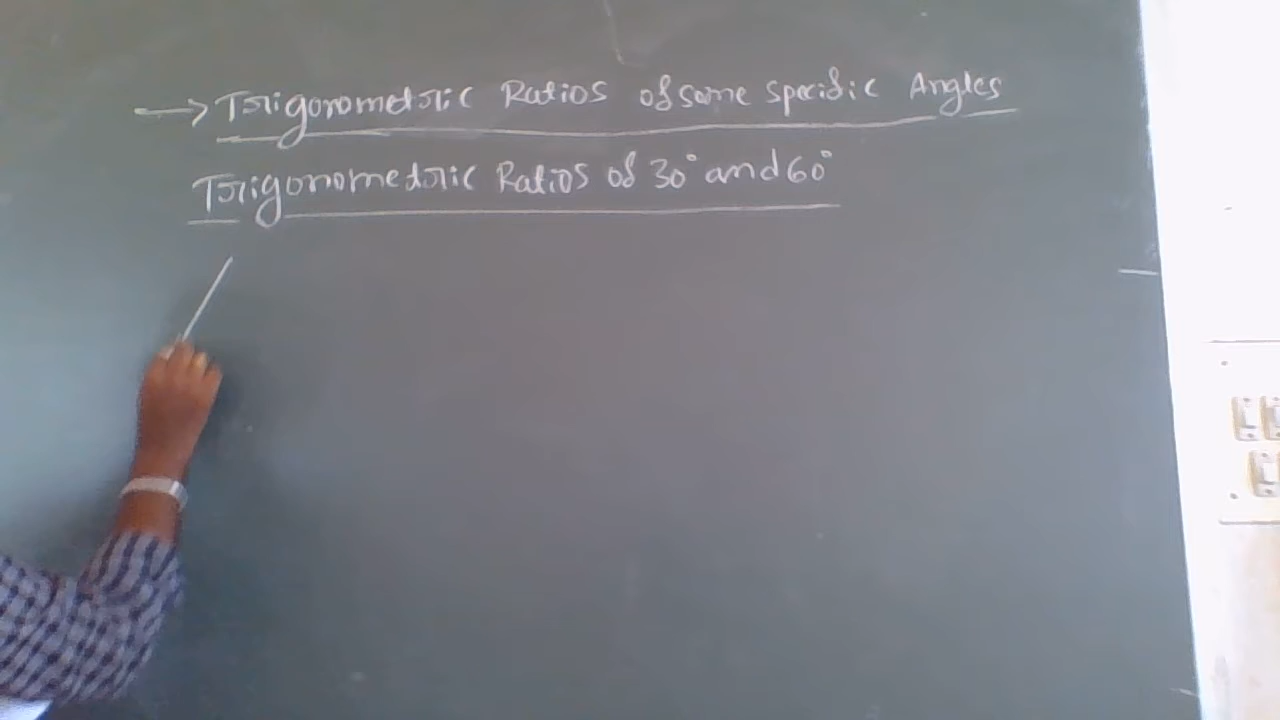 → Trigonometric Ratios of some specific Angles
Trigonometric Ratios of 30° and 60°